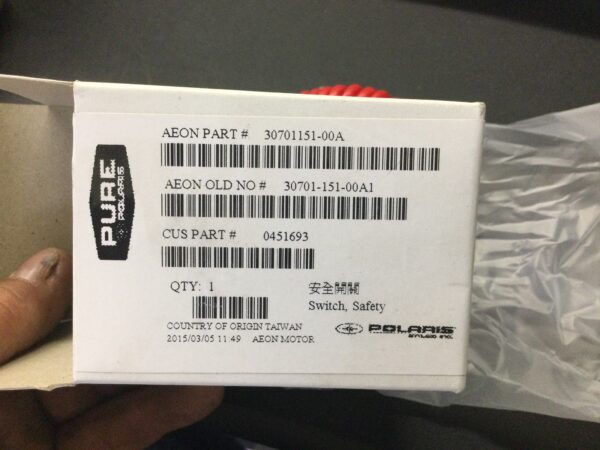 PURE
POLARIS
AEON PART # 30701151-00A
AEON OLD NO # 30701-151-00A1
CUS PART # 0451693
QTY: 1
安全開關
Switch, Safety
COUNTRY OF ORIGIN TAIWAN
2015/03/05 11:49 AEON MOTOR
POLARIS